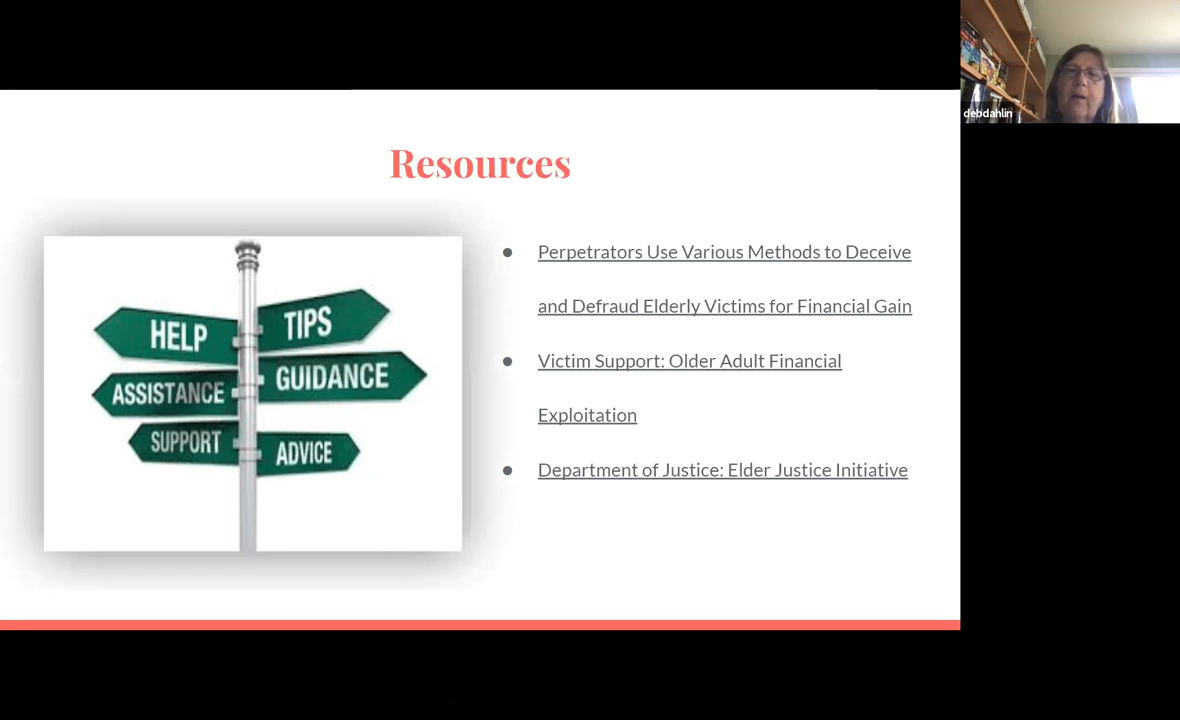 debdahlin
Resources
HELP
TIPS
ASSISTANCE
GUIDANCE
SUPPORT
ADVICE
● Perpetrators Use Various Methods to Deceive
and Defraud Elderly Victims for Financial Gain
● Victim Support: Older Adult Financial
Exploitation
● Department of Justice: Elder Justice Initiative